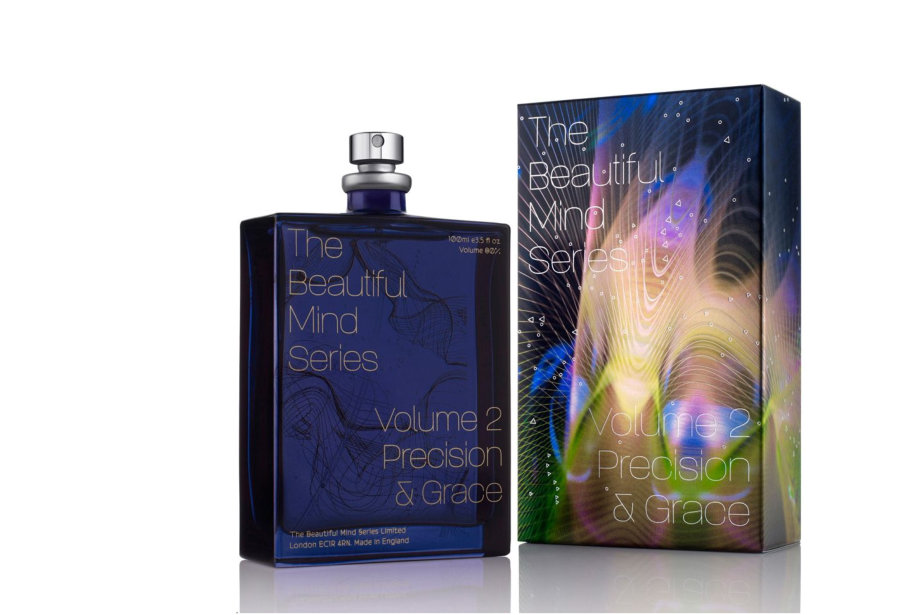 The
Beautiful
Mind
Series
100ml e3.5 fl oz
Volume 80%
Volume 2
Precision
& Grace
The Beautiful Mind Series Limited
London EC1R 4RN. Made in England
The
Beautiful
Mind
Series
Volume 2
Precision
& Grace